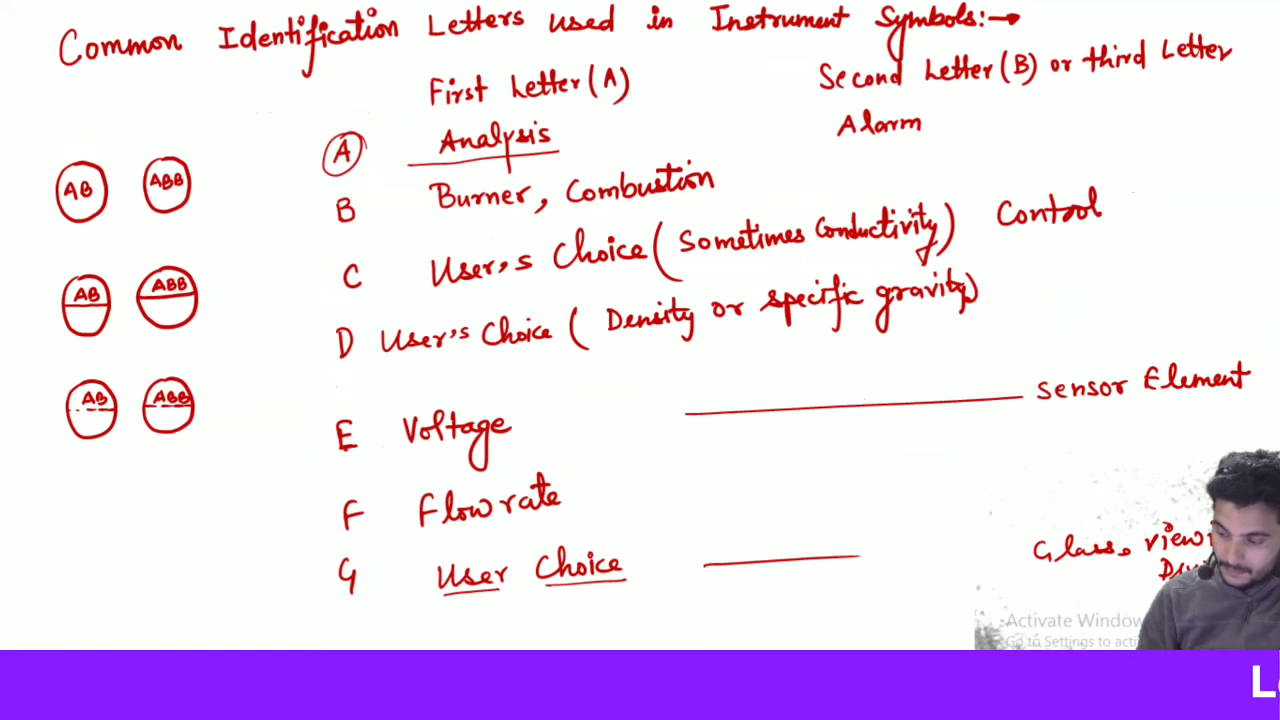 Common Identification Letters used in Instrument Symbols:→
First Letter (A) Second Letter (B) or third Letter
A Analysis Alarm
B Burner, Combustion
C User's Choice (Sometimes Conductivity) Control
D User's Choice (Density or specific gravity)
E Voltage Sensor Element
F Flow rate
G User Choice Glass,
AB ABB
AB ABB
AB ABB
Activate Window
Go to Settings to acti